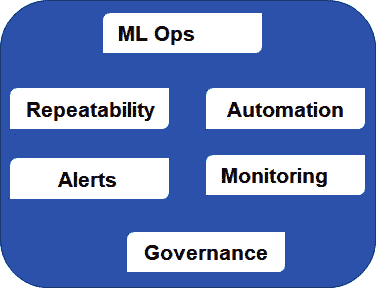 ML Ops
Repeatability
Automation
Alerts
Monitoring
Governance